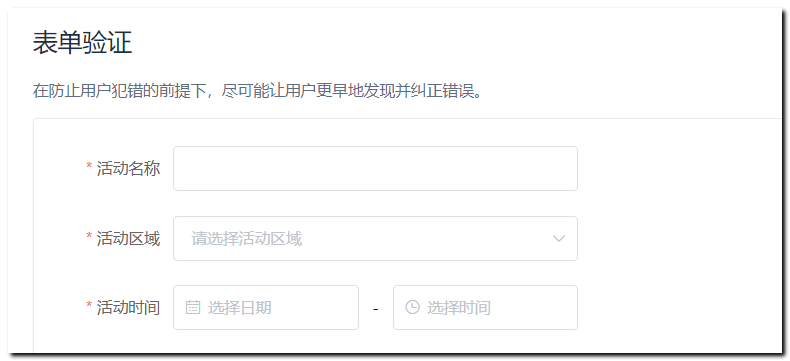 表单验证
在防止用户犯错的前提下，尽可能让用户更早地发现并纠正错误。
* 活动名称
* 活动区域 请选择活动区域
* 活动时间 选择日期 - 选择时间